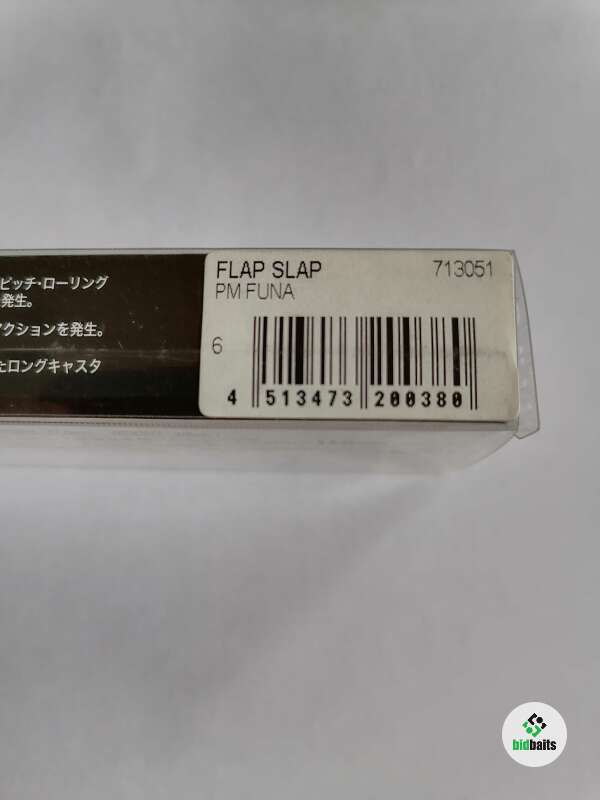 ピッチ・ローリング
発生。
クションを発生。
たロングキャスタ
FLAP SLAP 713051
PM FUNA
6
4 513473 200380
bidbaits